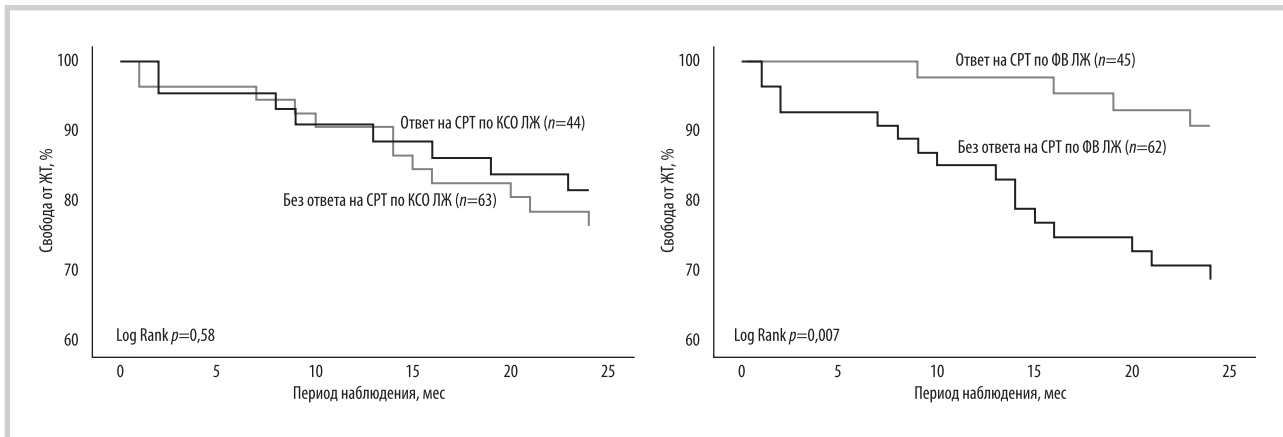 100
90
80
70
60
Свобода от ЖТ, %
Ответ на СРТ по КСО ЛЖ (n=44)
Без ответа на СРТ по КСО ЛЖ (n=63)
Log Rank p=0,58
0 5 10 15 20 25
Период наблюдения, мес
100
90
80
70
60
Свобода от ЖТ, %
Ответ на СРТ по ФВ ЛЖ (n=45)
Без ответа на СРТ по ФВ ЛЖ (n=62)
Log Rank p=0,007
0 5 10 15 20 25
Период наблюдения, мес